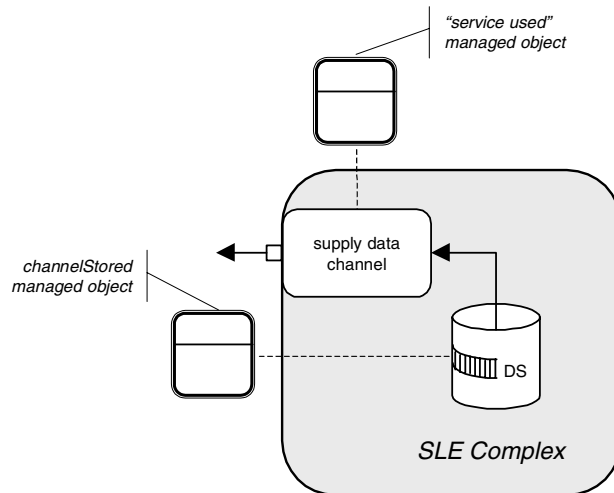 “service used”
managed object
supply data
channel
channelStored
managed object
DS
SLE Complex